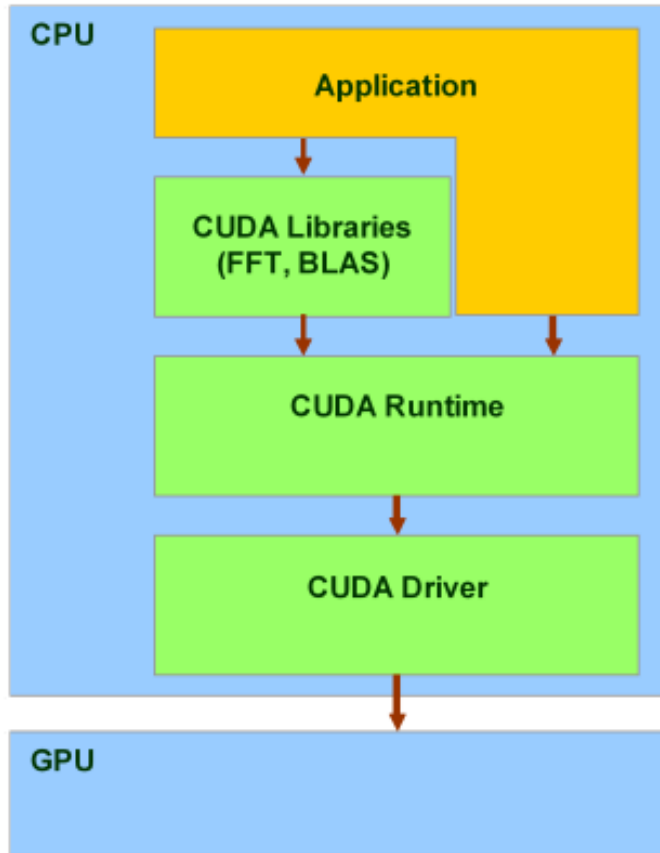 CPU
Application
CUDA Libraries
(FFT, BLAS)
CUDA Runtime
CUDA Driver
GPU